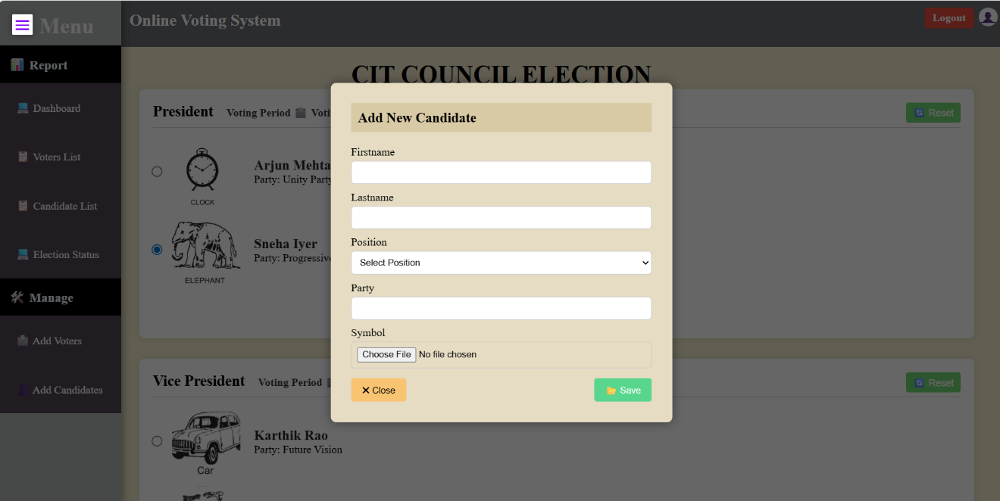 Menu
Online Voting System
Logout
Report
CIT COUNCIL ELECTION
Dashboard
President Voting Period Voti
Reset
Add New Candidate
Firstname
Voters List
Arjun Mehta
Party: Unity Party
CLOCK
Lastname
Candidate List
Position
Select Position
Election Status
Sneha Iyer
Party: Progressive
ELEPHANT
Party
Manage
Symbol
Choose File No file chosen
Add Voters
Close
Save
Vice President Voting Period
Reset
Add Candidates
Karthik Rao
Party: Future Vision
Car